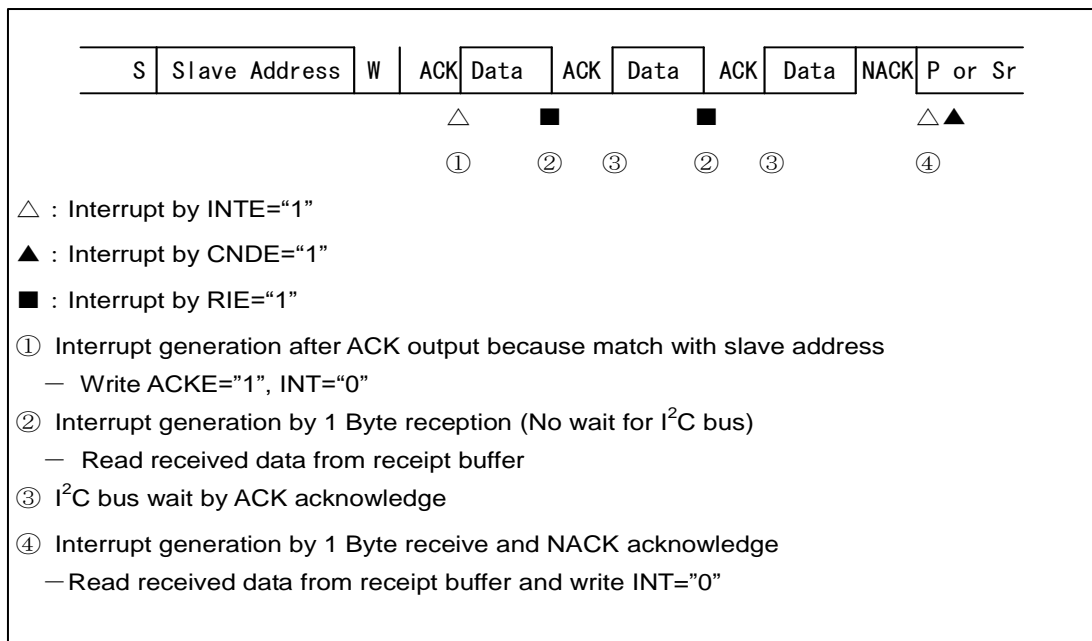 S Slave Address W ACK Data ACK Data ACK Data NACK P or Sr
△ ■ ■ △▲
① ② ③ ② ③ ④
△ : Interrupt by INTE=“1”
▲ : Interrupt by CNDE=“1”
■ : Interrupt by RIE=“1”
① Interrupt generation after ACK output because match with slave address
－ Write ACKE=”1”, INT=“0”
② Interrupt generation by 1 Byte reception (No wait for I²C bus)
－ Read received data from receipt buffer
③ I²C bus wait by ACK acknowledge
④ Interrupt generation by 1 Byte receive and NACK acknowledge
－Read received data from receipt buffer and write INT=”0”